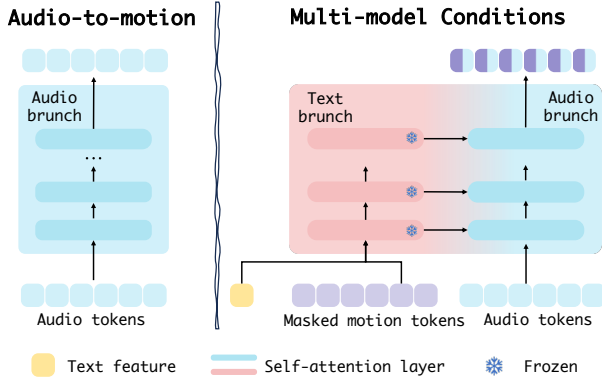 Audio-to-motion
Multi-model Conditions
Audio
brunch
...
Audio tokens
Text
brunch
Audio
brunch
Masked motion tokens
Audio tokens
Text feature
Self-attention layer
Frozen